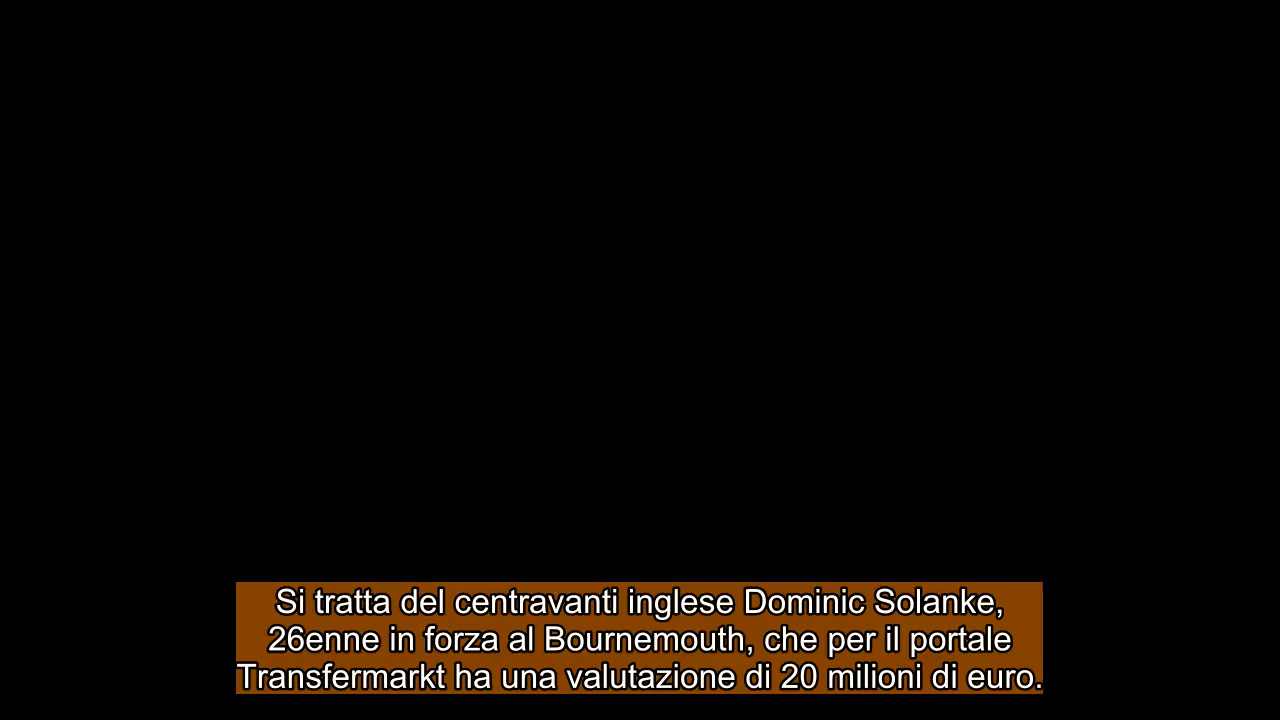 Si tratta del centravanti inglese Dominic Solanke,
26enne in forza al Bournemouth, che per il portale
Transfermarkt ha una valutazione di 20 milioni di euro.